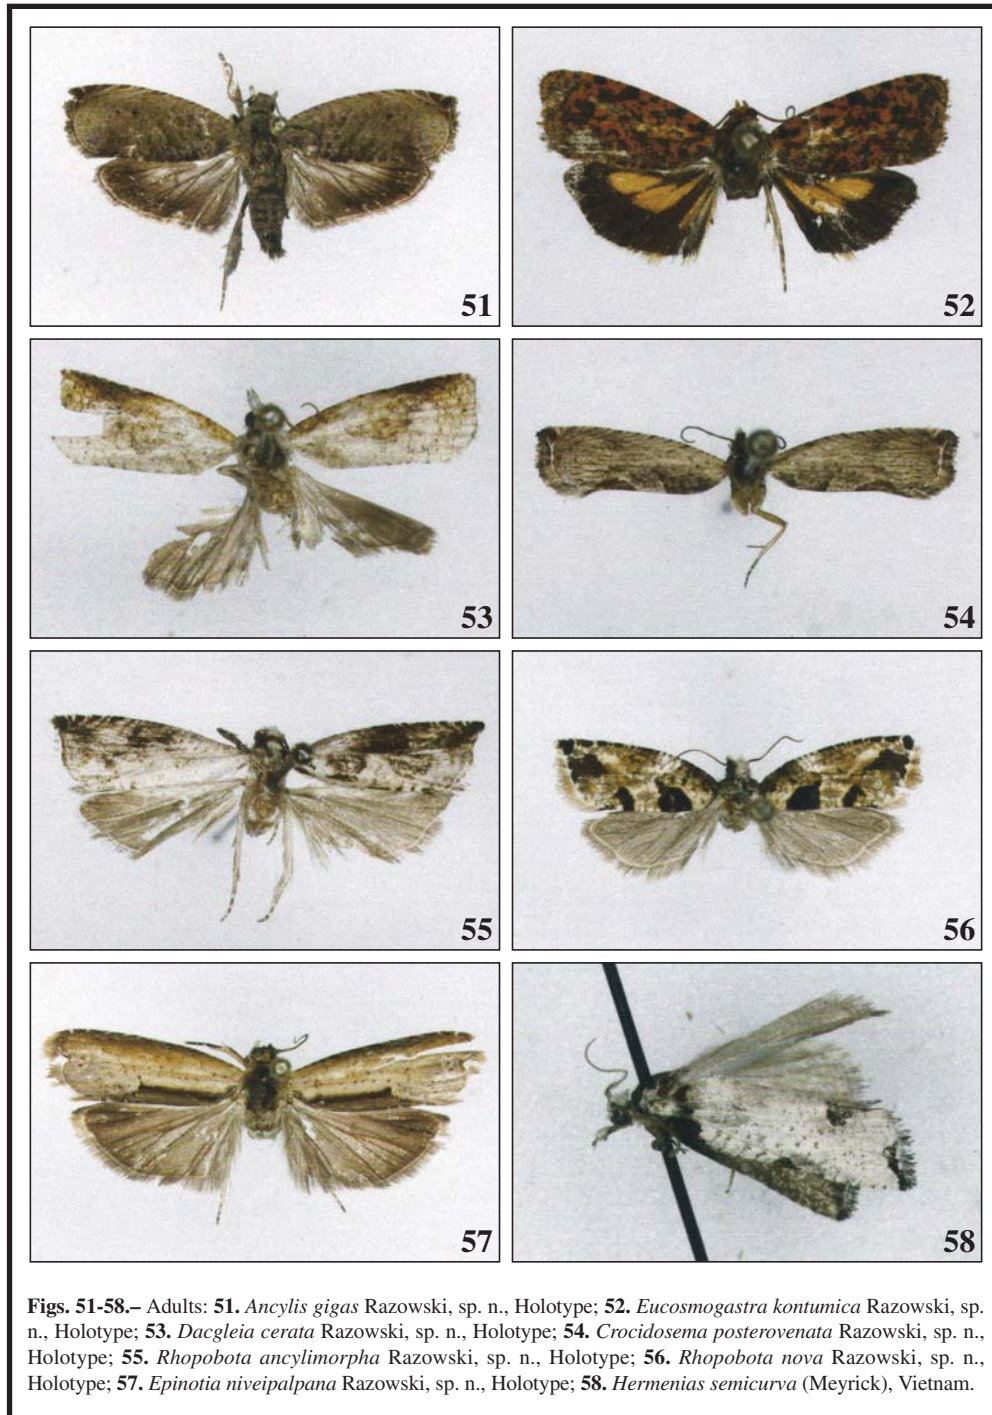 51
52
53
54
55
56
57
58
Figs. 51-58.– Adults: 51. Ancylis gigas Razowski, sp. n., Holotype; 52. Eucosmogastra kontumica Razowski, sp.
n., Holotype; 53. Dacgleia cerata Razowski, sp. n., Holotype; 54. Crocidosema posterovenata Razowski, sp. n.,
Holotype; 55. Rhopobota ancylimorpha Razowski, sp. n., Holotype; 56. Rhopobota nova Razowski, sp. n.,
Holotype; 57. Epinotia niveipalpana Razowski, sp. n., Holotype; 58. Hermenias semicurva (Meyrick), Vietnam.